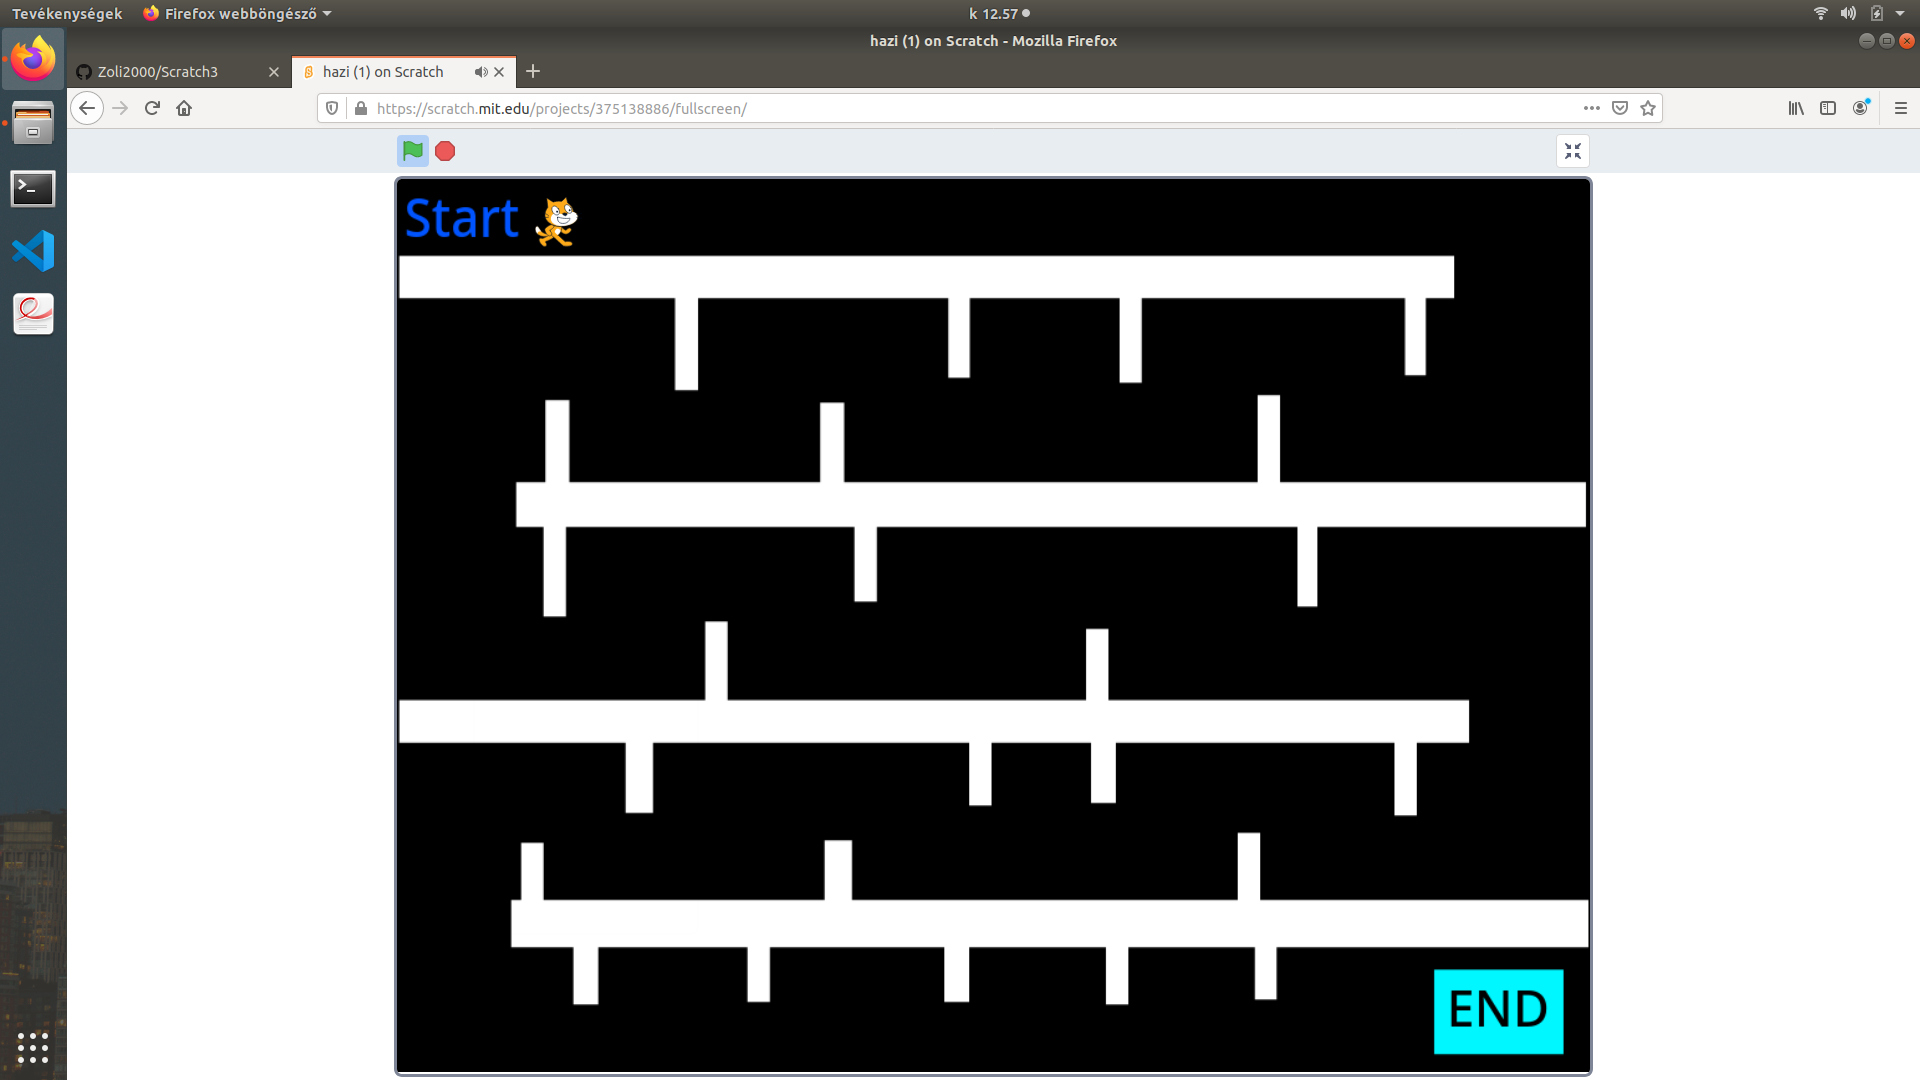 Tevékenységek Firefox webböngésző k 12.57
hazi (1) on Scratch - Mozilla Firefox
Zoli2000/Scratch3 hazi (1) on Scratch
https://scratch.mit.edu/projects/375138886/fullscreen/
Start
END